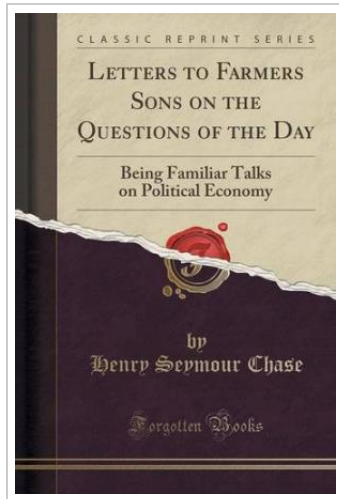 CLASSIC REPRINT SERIES
LETTERS TO FARMERS
SONS ON THE
QUESTIONS OF THE DAY
Being Familiar Talks
on Political Economy
by
Henry Seymour Chase
Forgotten Books